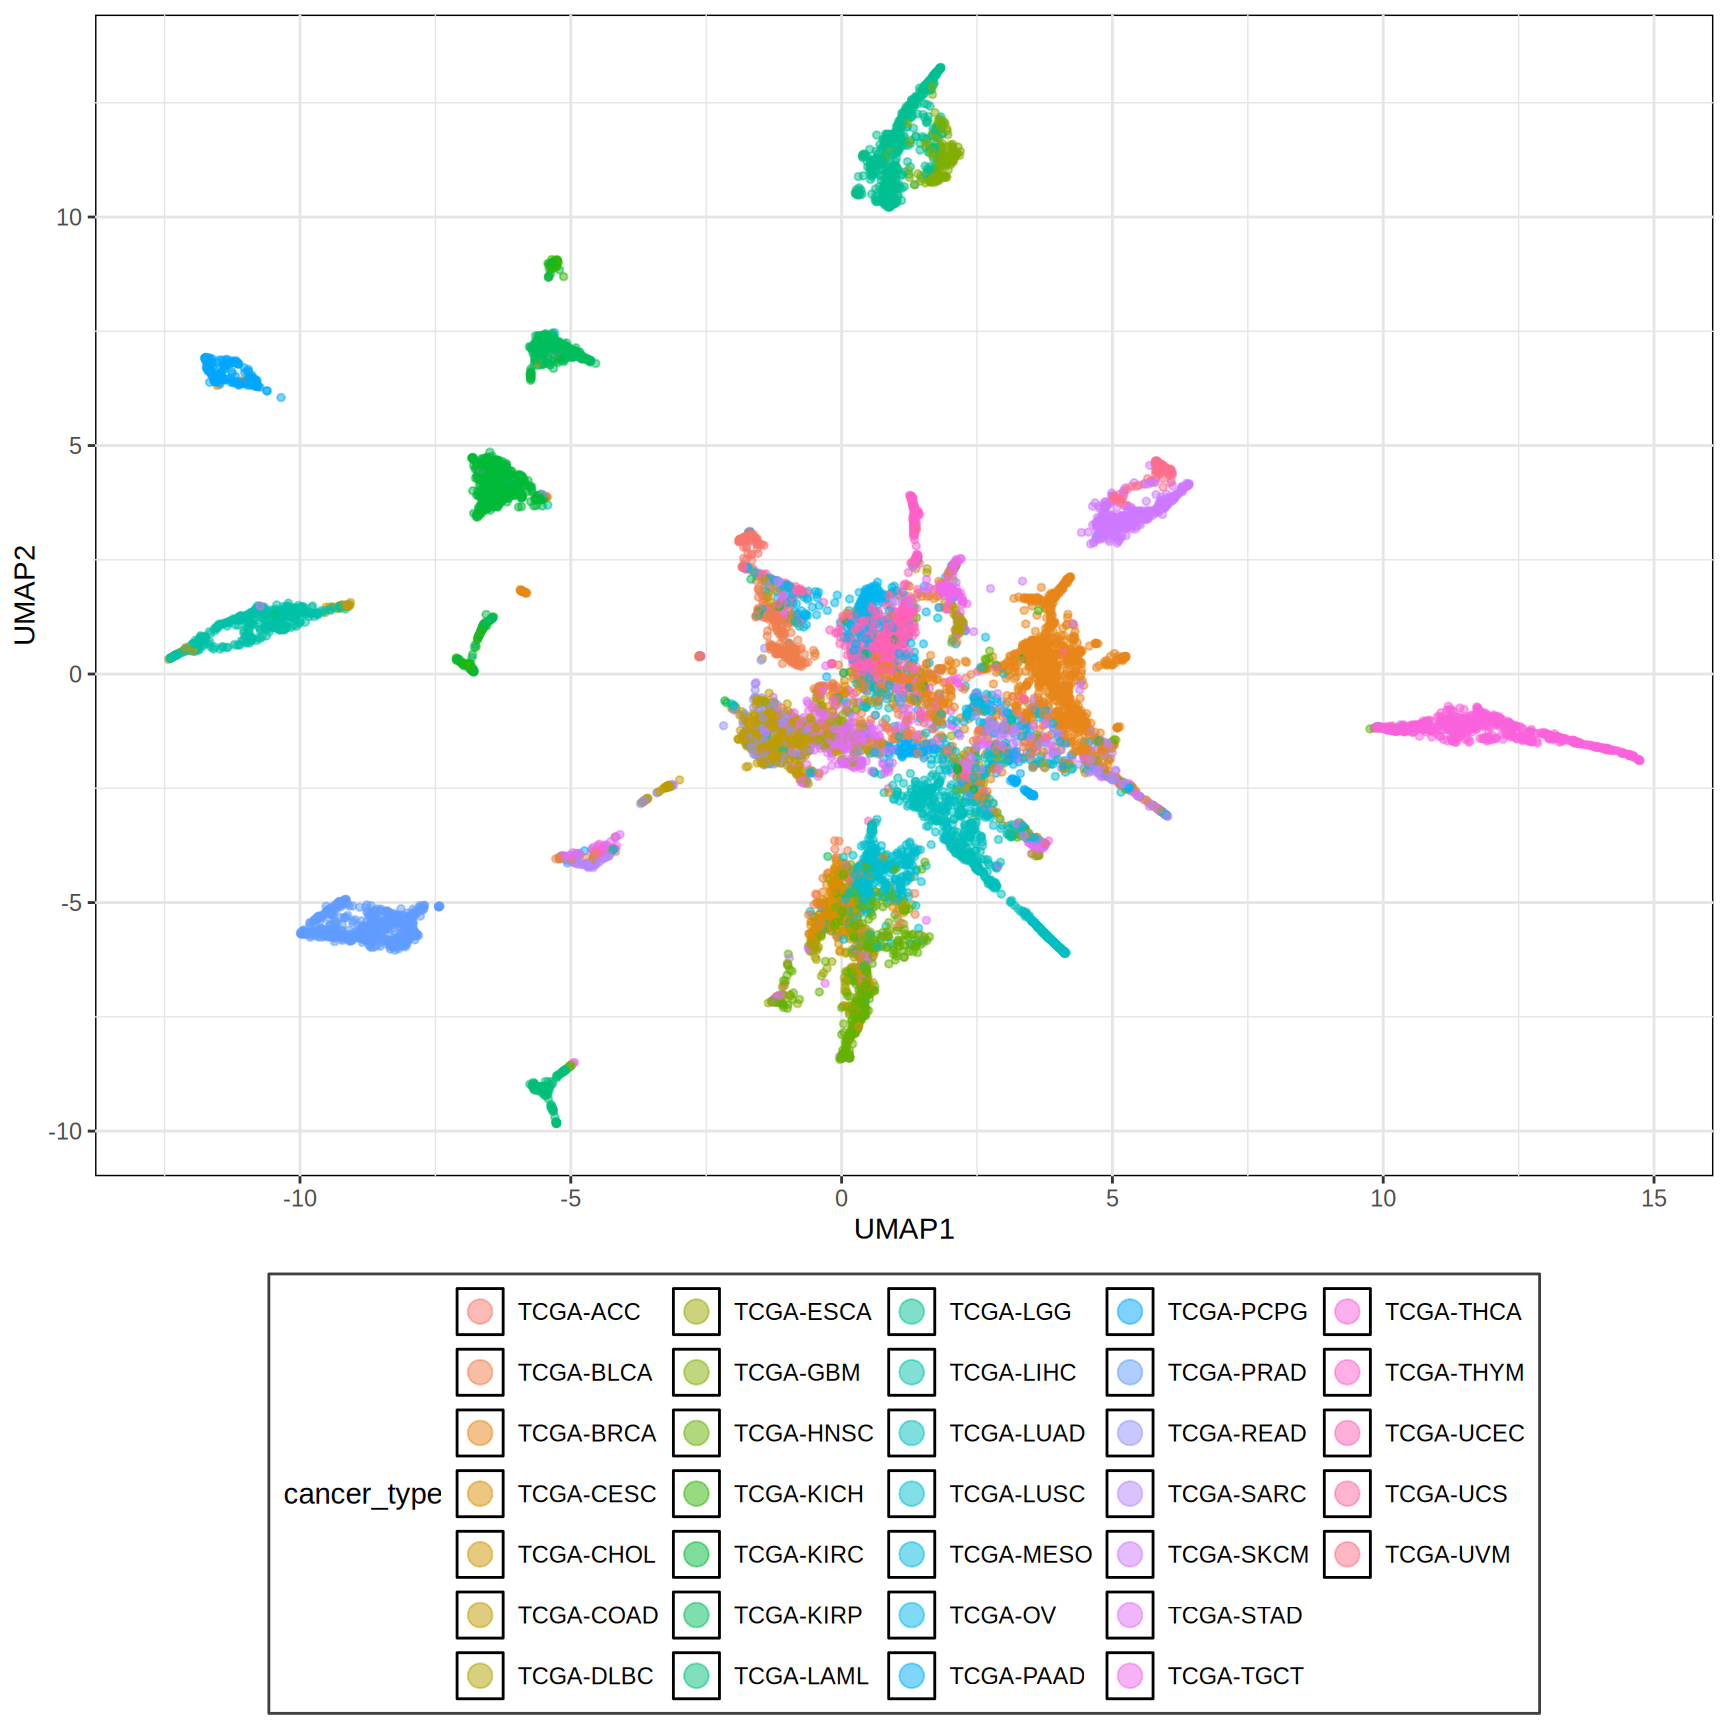 UMAP2
10
5
0
-5
-10
-10 -5 0 5 10 15
UMAP1
cancer_type
TCGA-ACC TCGA-ESCA TCGA-LGG TCGA-PCPG TCGA-THCA
TCGA-BLCA TCGA-GBM TCGA-LIHC TCGA-PRAD TCGA-THYM
TCGA-BRCA TCGA-HNSC TCGA-LUAD TCGA-READ TCGA-UCEC
TCGA-CESC TCGA-KICH TCGA-LUSC TCGA-SARC TCGA-UCS
TCGA-CHOL TCGA-KIRC TCGA-MESO TCGA-SKCM TCGA-UVM
TCGA-COAD TCGA-KIRP TCGA-OV TCGA-STAD
TCGA-DLBC TCGA-LAML TCGA-PAAD TCGA-TGCT